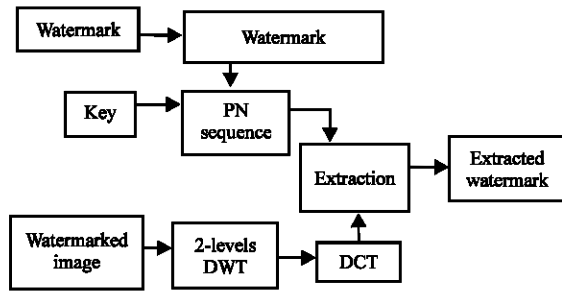 Watermark
Watermark
Key
PN
sequence
Extraction
Extracted
watermark
Watermarked
image
2-levels
DWT
DCT